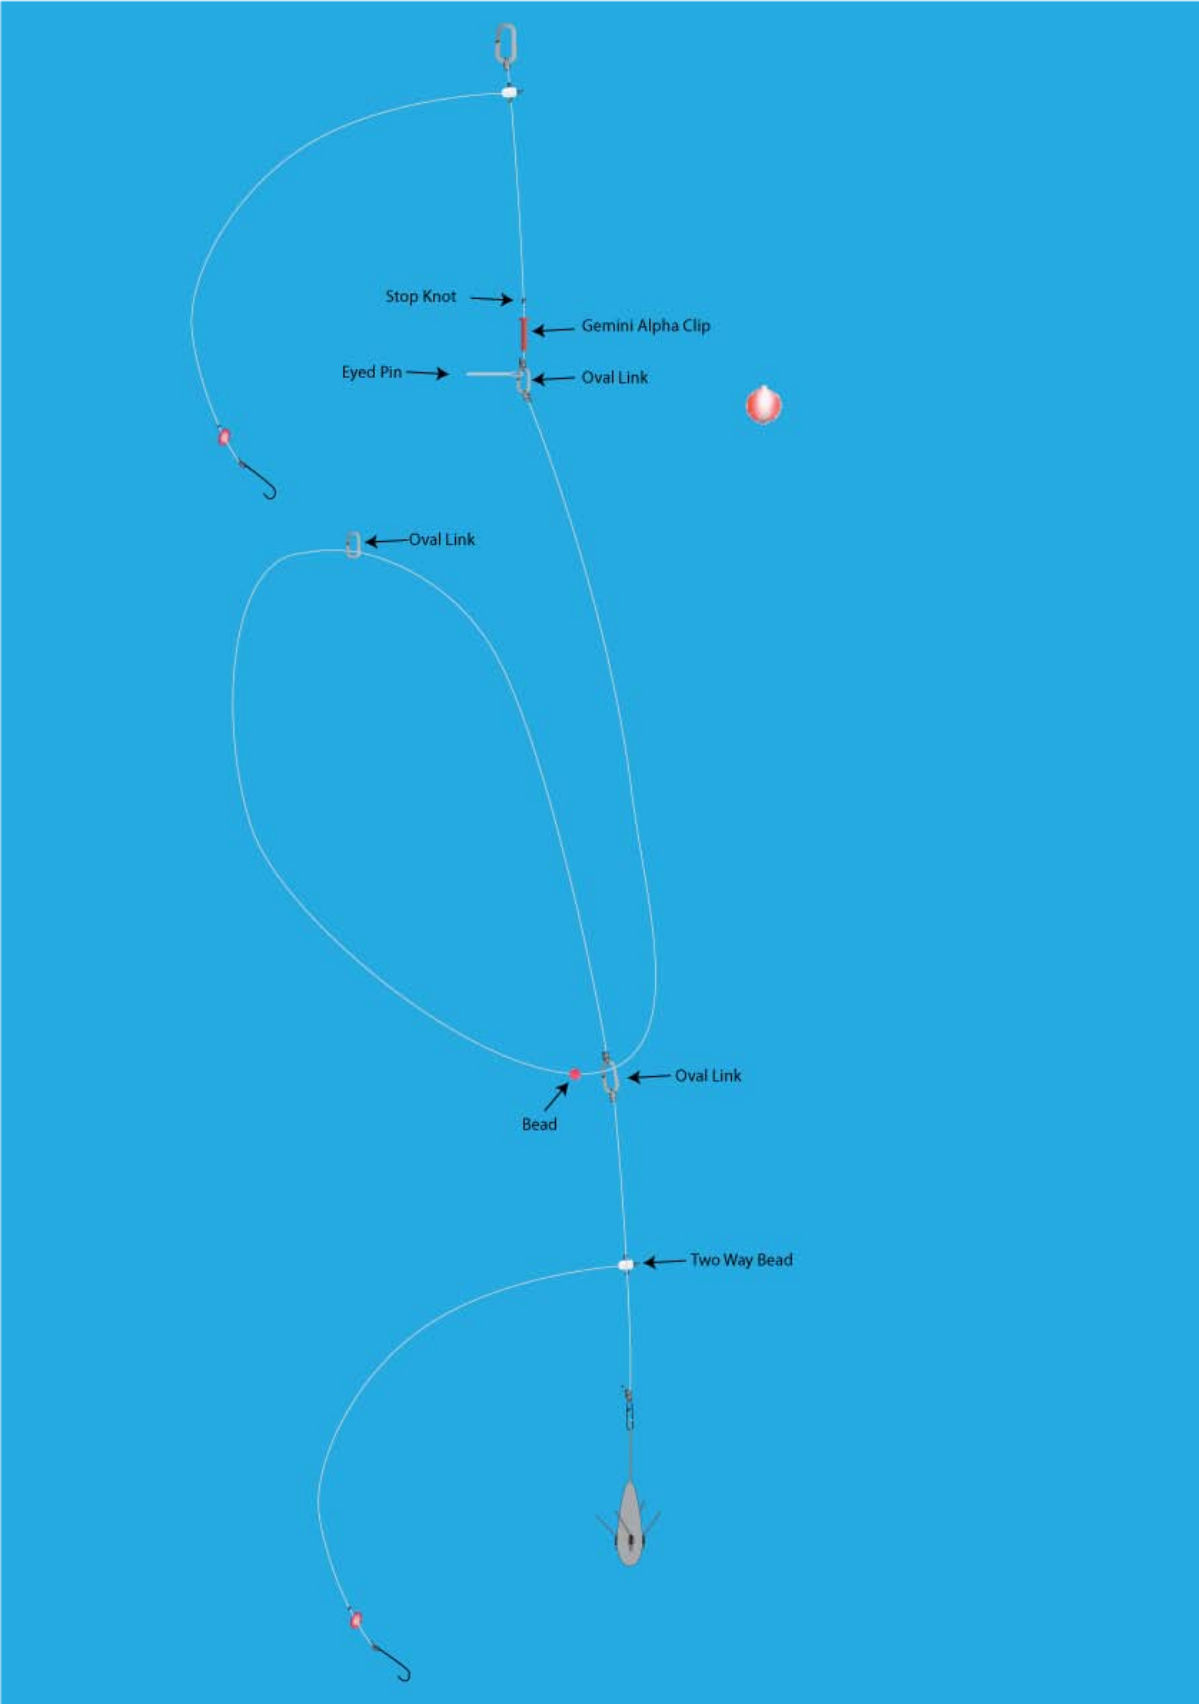 Stop Knot
Gemini Alpha Clip
Eyed Pin
Oval Link
Oval Link
Oval Link
Bead
Two Way Bead